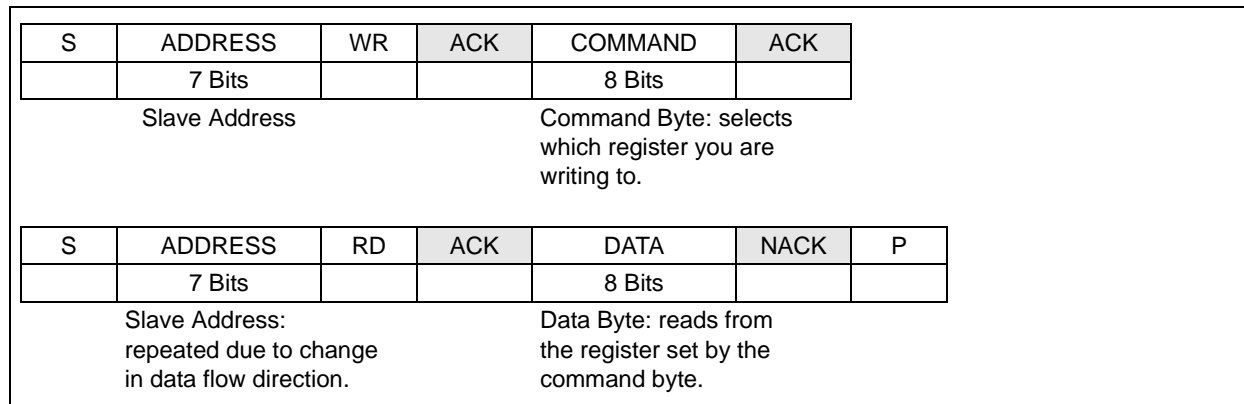 S ADDRESS WR ACK COMMAND ACK
7 Bits 8 Bits
Slave Address Command Byte: selects
which register you are
writing to.
S ADDRESS RD ACK DATA NACK P
7 Bits 8 Bits
Slave Address: Data Byte: reads from
repeated due to change the register set by the
in data flow direction. command byte.